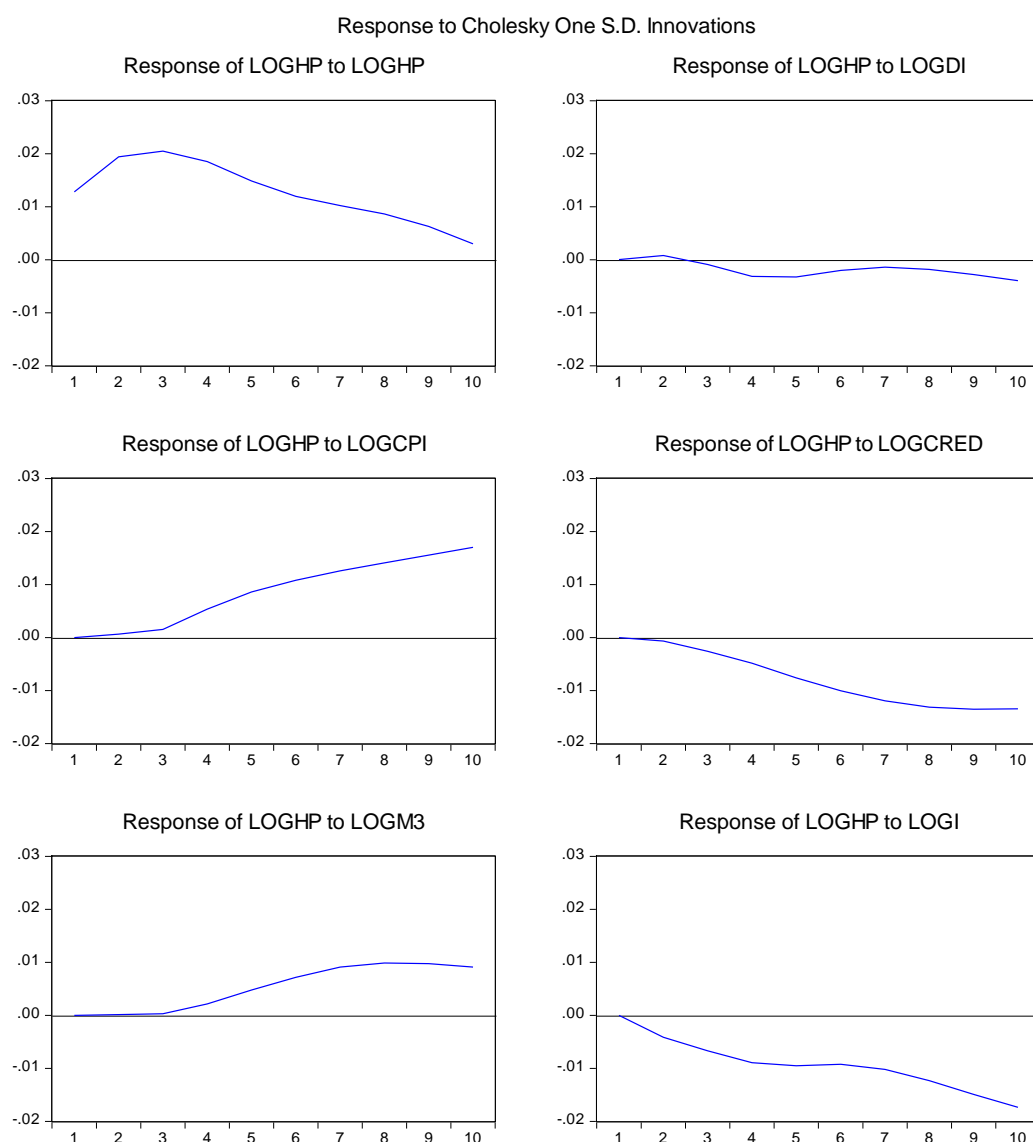 Response to Cholesky One S.D. Innovations
Response of LOGHP to LOGHP
.03
.02
.01
.00
-.01
-.02
1 2 3 4 5 6 7 8 9 10
Response of LOGHP to LOGDI
.03
.02
.01
.00
-.01
-.02
1 2 3 4 5 6 7 8 9 10
Response of LOGHP to LOGCPI
.03
.02
.01
.00
-.01
-.02
1 2 3 4 5 6 7 8 9 10
Response of LOGHP to LOGCRED
.03
.02
.01
.00
-.01
-.02
1 2 3 4 5 6 7 8 9 10
Response of LOGHP to LOGM3
.03
.02
.01
.00
-.01
-.02
1 2 3 4 5 6 7 8 9 10
Response of LOGHP to LOGI
.03
.02
.01
.00
-.01
-.02
1 2 3 4 5 6 7 8 9 10